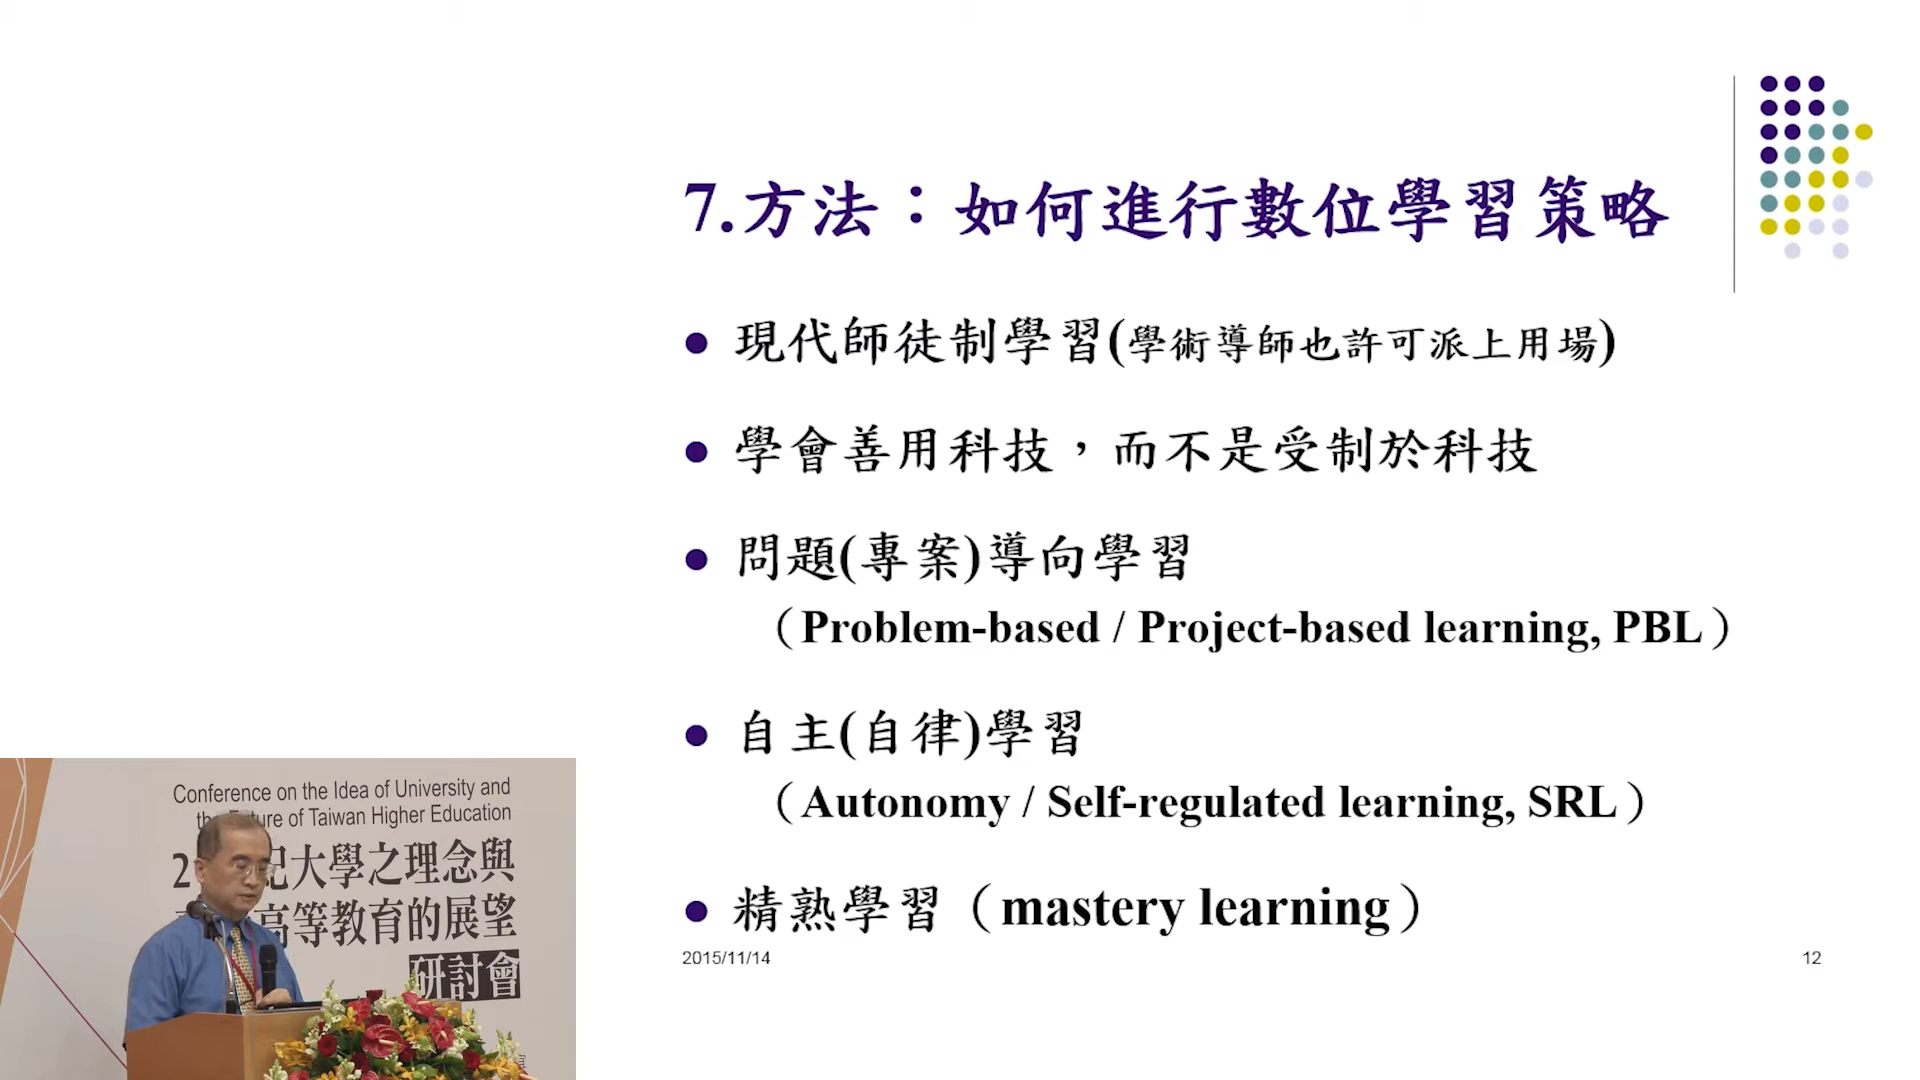 7.方法：如何進行數位學習策略
現代師徒制學習(學術導師也許可派上用場)
學會善用科技，而不是受制於科技
問題(專案)導向學習
（Problem-based / Project-based learning, PBL）
自主(自律)學習
（Autonomy / Self-regulated learning, SRL）
精熟學習（mastery learning）
2015/11/14
12
Conference on the Idea of University and
the Future of Taiwan Higher Education
2 紀大學之理念與
高等教育的展望
研討會